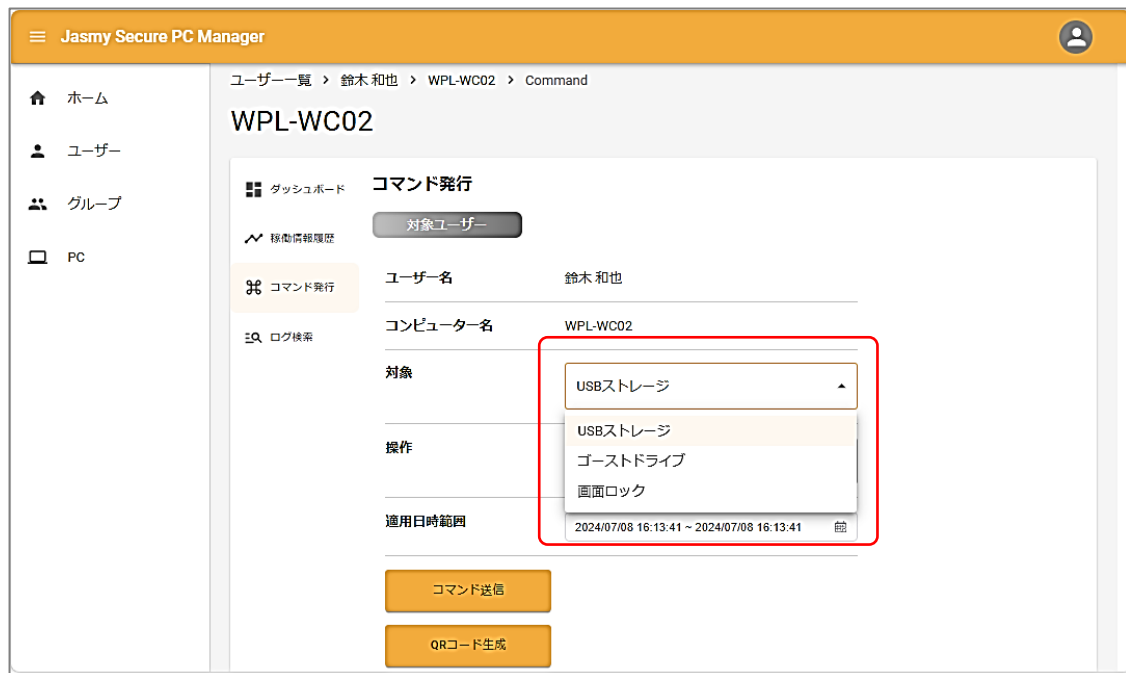 Jasmy Secure PC Manager
ホーム
ユーザー
グループ
PC
ユーザー一覧 > 鈴木 和也 > WPL-WC02 > Command
WPL-WC02
ダッシュボード
稼働情報履歴
コマンド発行
ログ検索
コマンド発行
対象ユーザー
ユーザー名 鈴木 和也
コンピューター名 WPL-WC02
対象 USBストレージ
USBストレージ
操作
ゴーストドライブ
画面ロック
適用日時範囲 2024/07/08 16:13:41 ~ 2024/07/08 16:13:41
コマンド送信
QRコード生成